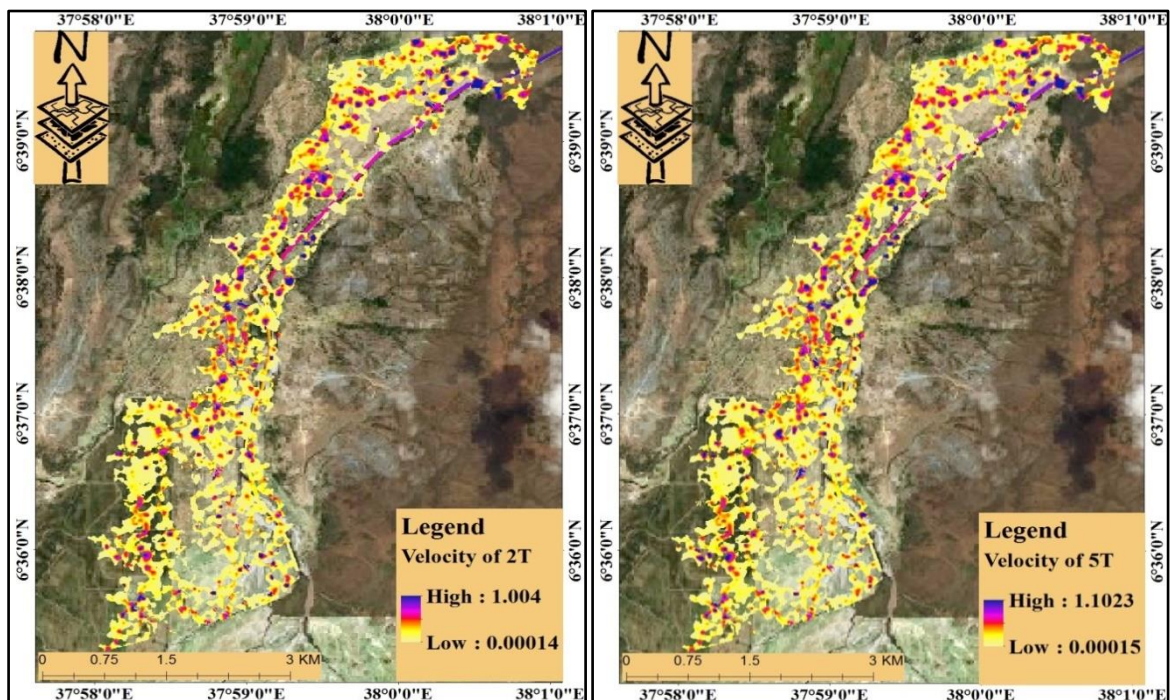 37°58'0"E 37°59'0"E 38°0'0"E 38°1'0"E
N
6°39'0"N
6°38'0"N
6°37'0"N
6°36'0"N
Legend
Velocity of 2T
High : 1.004
Low : 0.00014
0 0.75 1.5 3 KM
37°58'0"E 37°59'0"E 38°0'0"E 38°1'0"E
37°58'0"E 37°59'0"E 38°0'0"E 38°1'0"E
N
6°39'0"N
6°38'0"N
6°37'0"N
6°36'0"N
6°39'0"N
6°38'0"N
6°37'0"N
6°36'0"N
Legend
Velocity of 5T
High : 1.1023
Low : 0.00015
0 0.75 1.5 3 KM
37°58'0"E 37°59'0"E 38°0'0"E 38°1'0"E
6°39'0"N
6°38'0"N
6°37'0"N
6°36'0"N